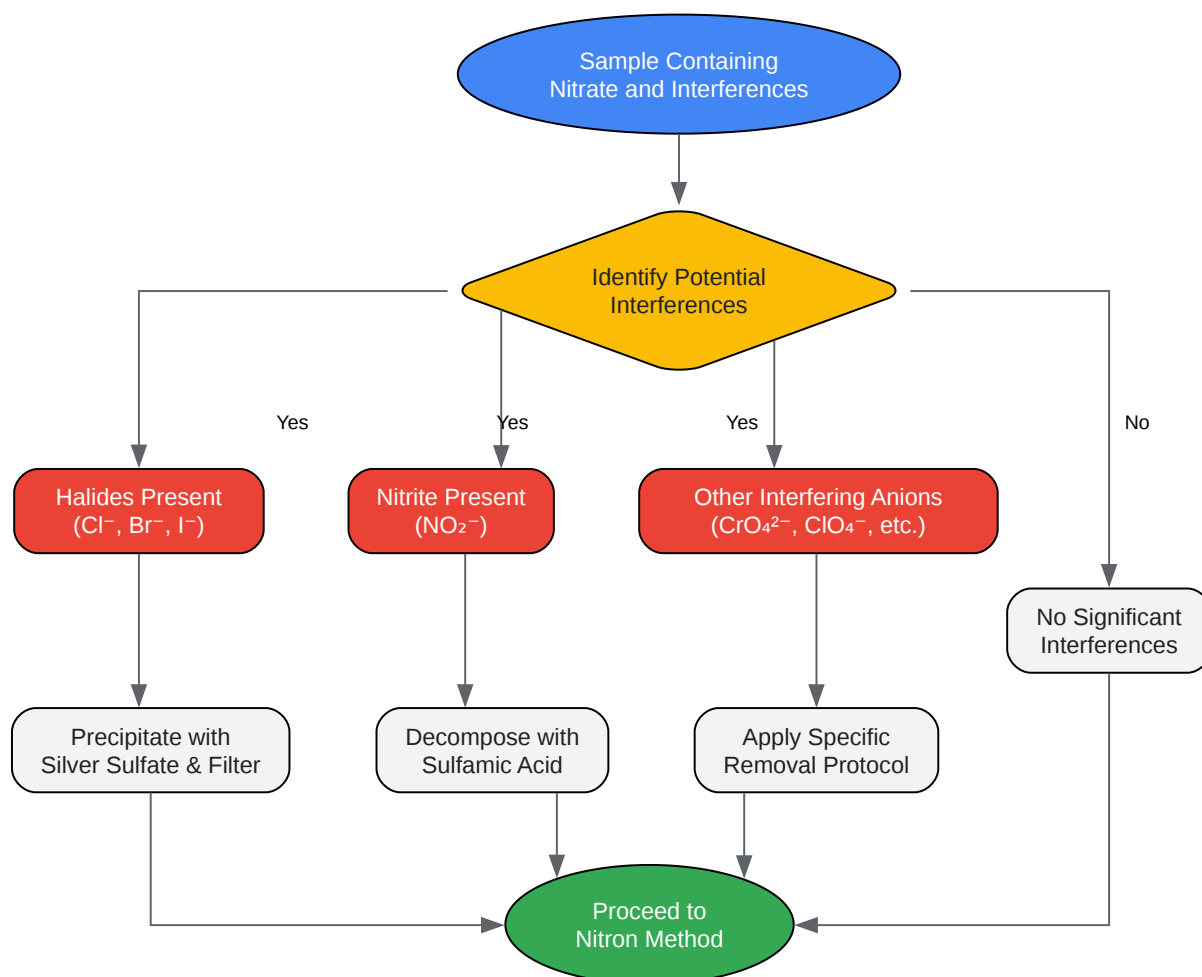 Sample Containing
Nitrate and Interferences
Identify Potential
Interferences
Yes
Yes
Yes
No
Halides Present
(Cl⁻, Br⁻, I⁻)
Nitrite Present
(NO₂⁻)
Other Interfering Anions
(CrO₄²⁻, ClO₄⁻, etc.)
No Significant
Interferences
Precipitate with
Silver Sulfate & Filter
Decompose with
Sulfamic Acid
Apply Specific
Removal Protocol
Proceed to
Nitron Method